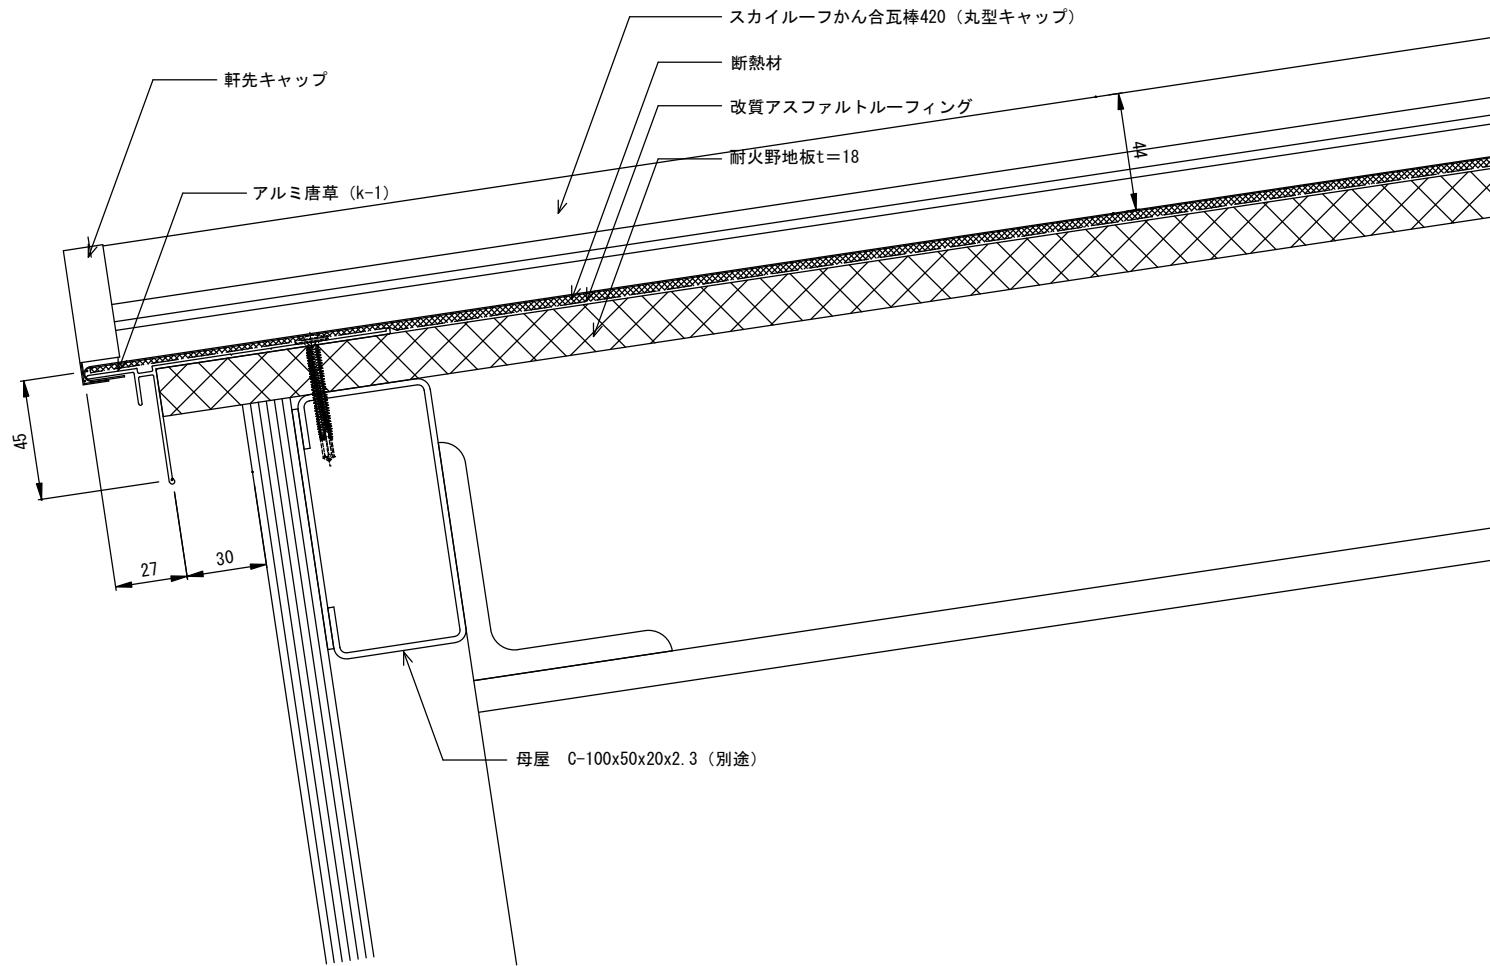 スカイルーフかん合瓦棒420（丸型キャップ）
断熱材
軒先キャップ
改質アスファルトルーフィング
耐火野地板t＝18
44
アルミ唐草（k-1）
45
27
30
母屋　C-100x50x20x2.3（別途）